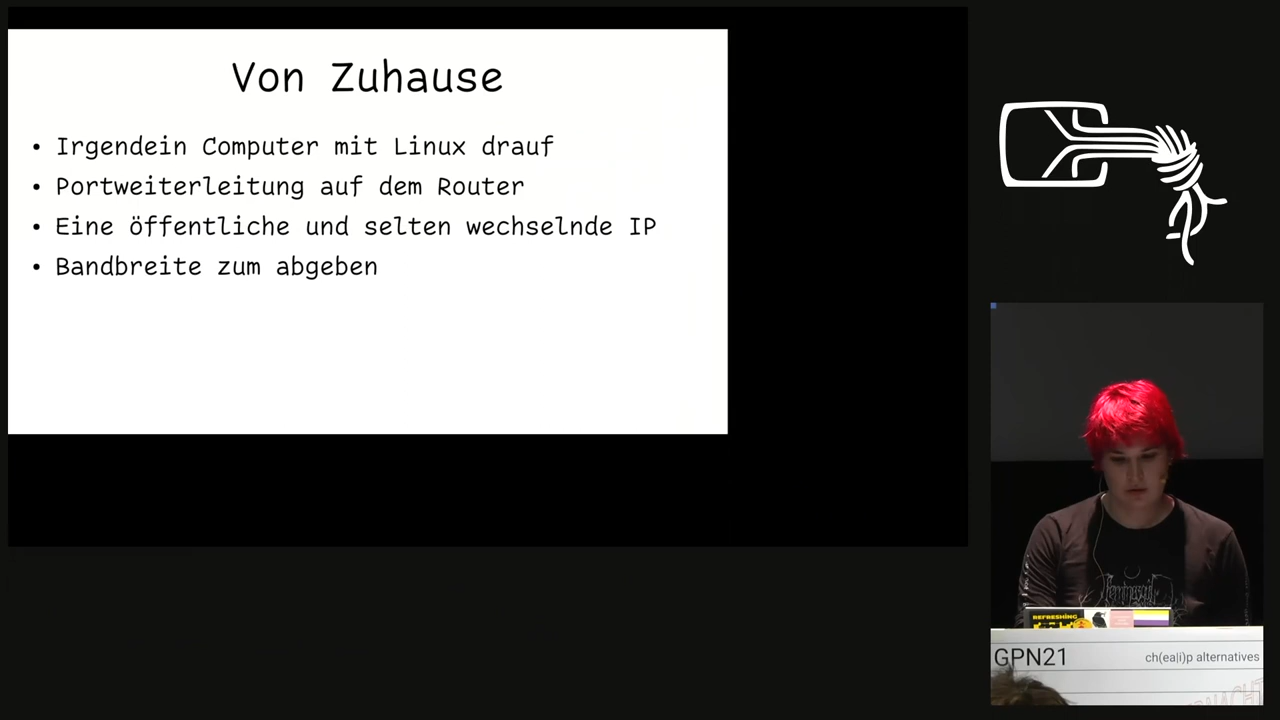 Von Zuhause
• Irgendein Computer mit Linux drauf
• Portweiterleitung auf dem Router
• Eine öffentliche und selten wechselnde IP
• Bandbreite zum abgeben
REFRESHING
GPN21
ch(ea|i)p alternatives